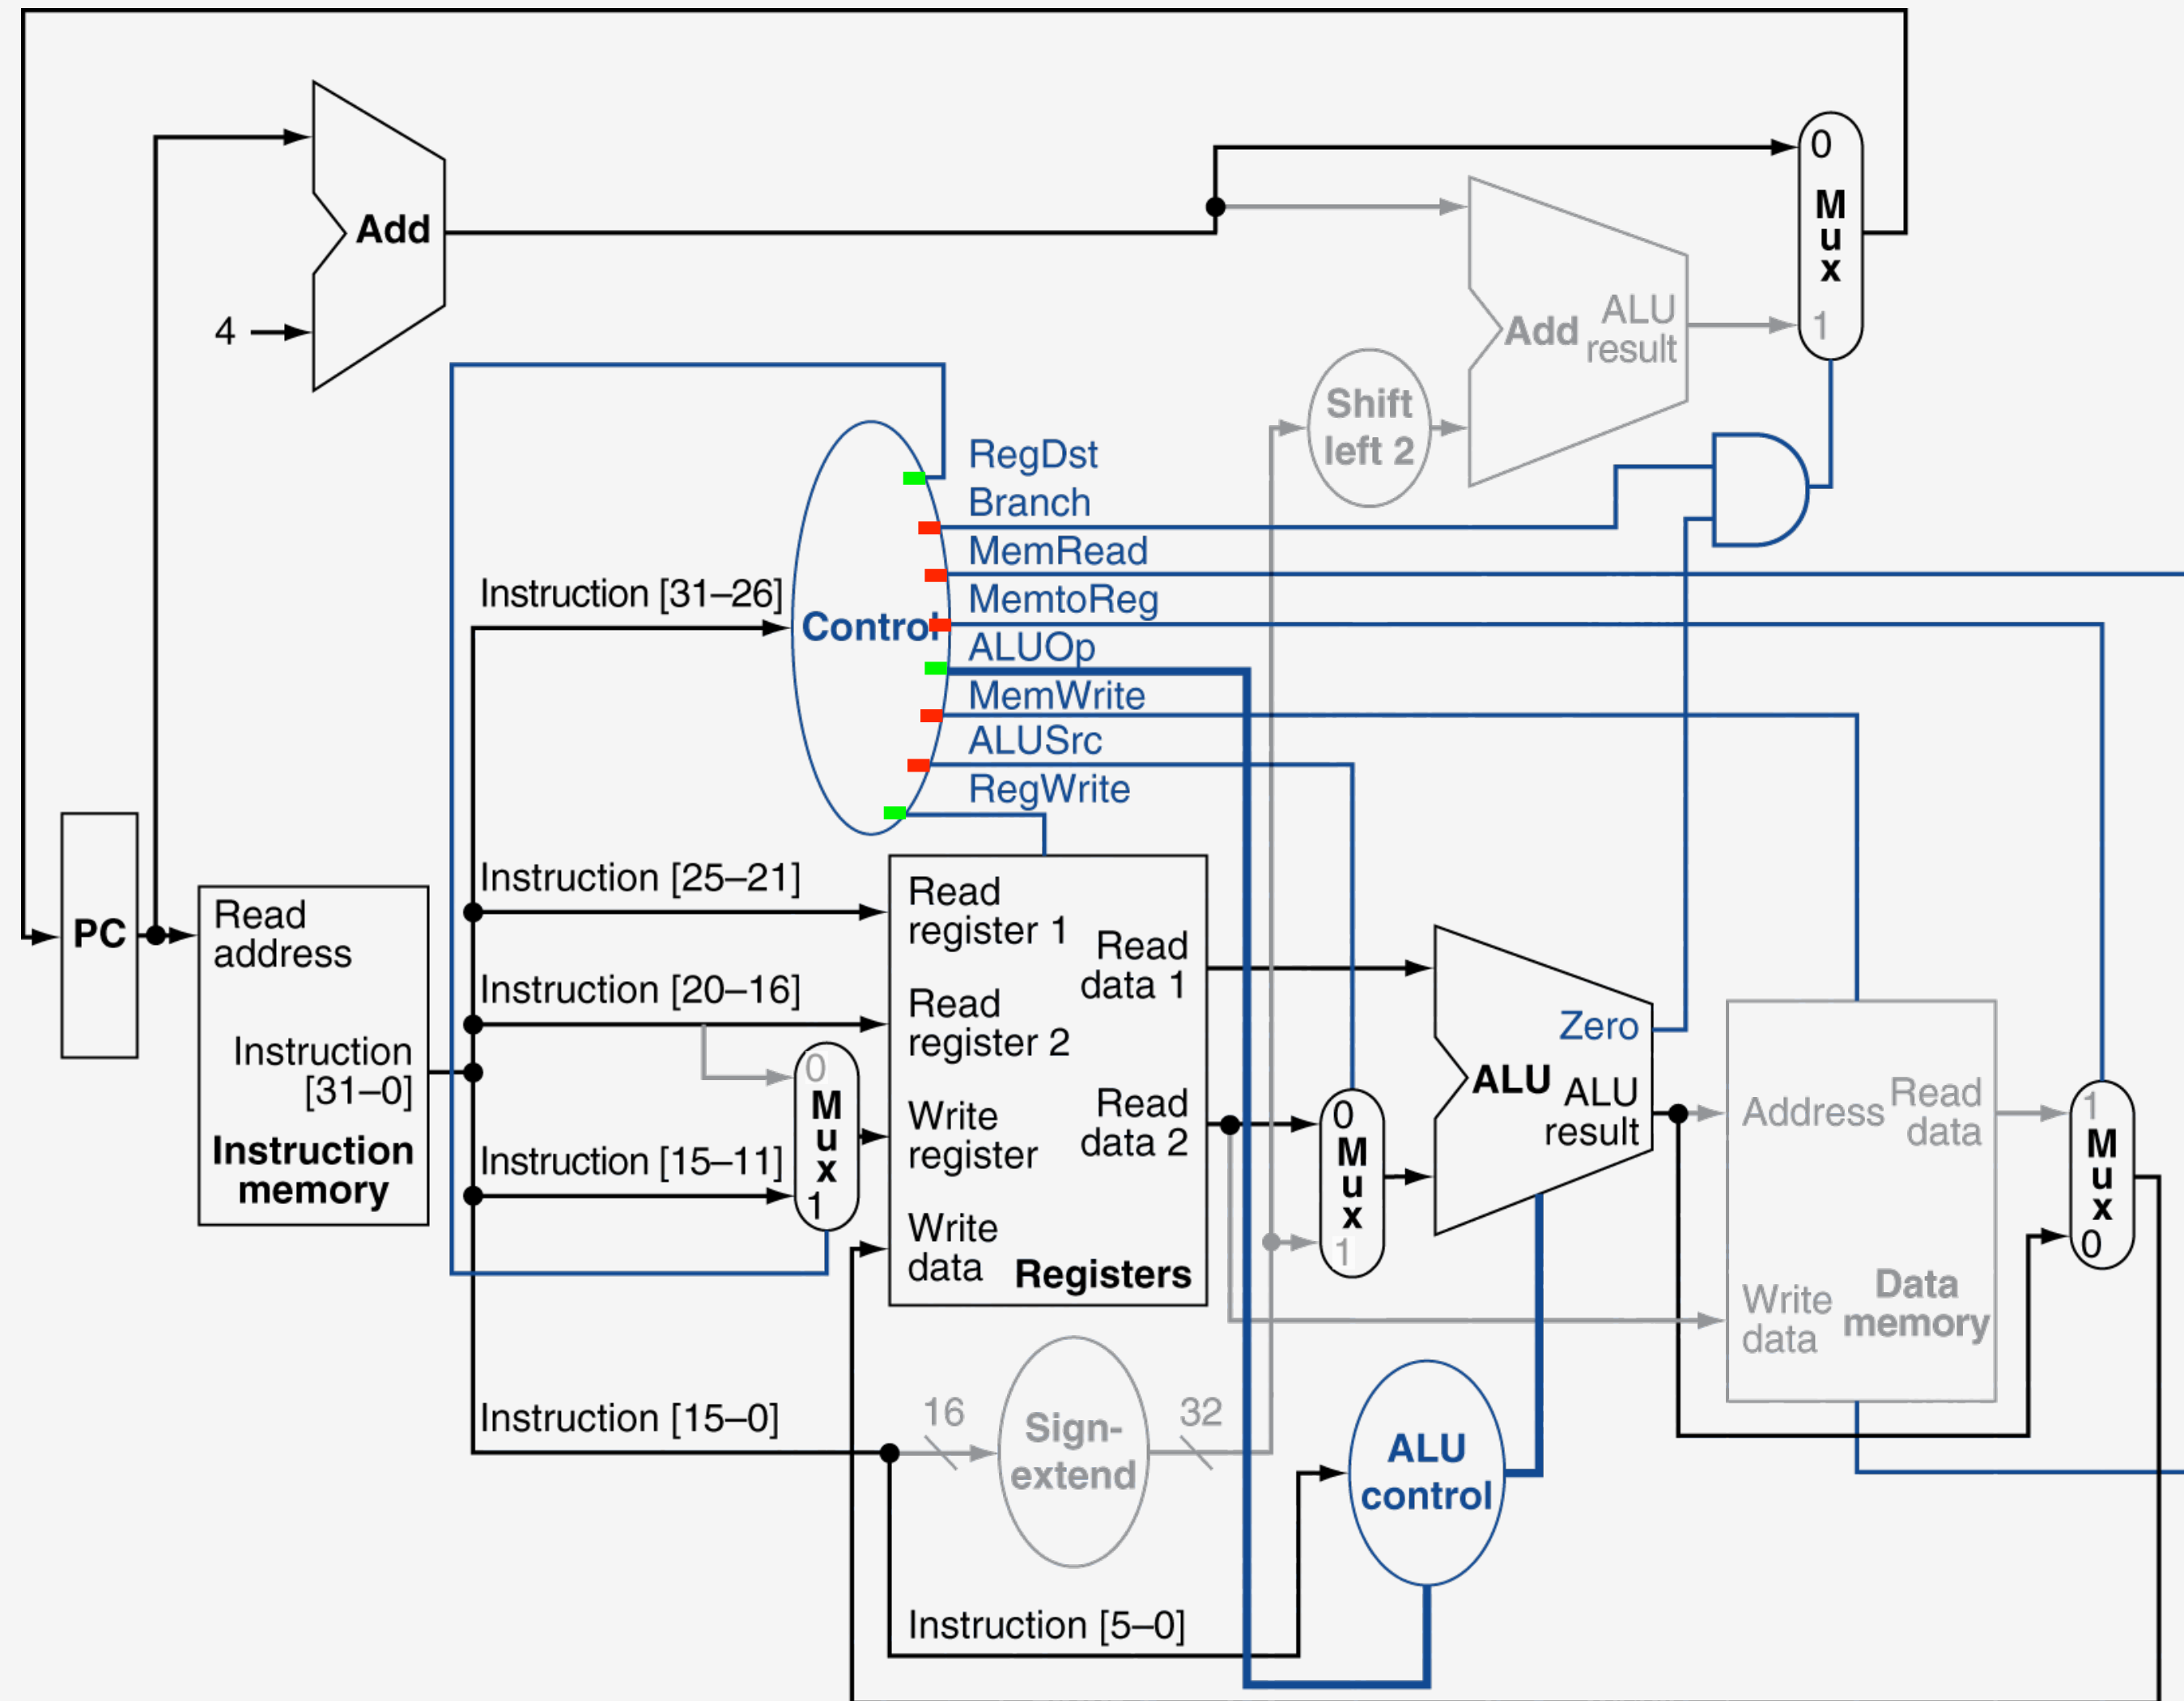 0
M
u
x
1
Add
4
Add
ALU
result
Shift
left 2
RegDst
Branch
MemRead
MemtoReg
ALUOp
MemWrite
ALUSrc
RegWrite
Control
Instruction [31–26]
Instruction [25–21]
Instruction [20–16]
Instruction [15–11]
Instruction [15–0]
Instruction [5–0]
PC
Read
address
Instruction
[31–0]
Instruction
memory
0
M
u
x
1
Read
register 1
Read
register 2
Write
register
Write
data
Read
data 1
Read
data 2
Registers
0
M
u
x
1
Zero
ALU
ALU
result
Address
Read
data
Write
data
Data
memory
1
M
u
x
0
16
Sign-
extend
32
ALU
control